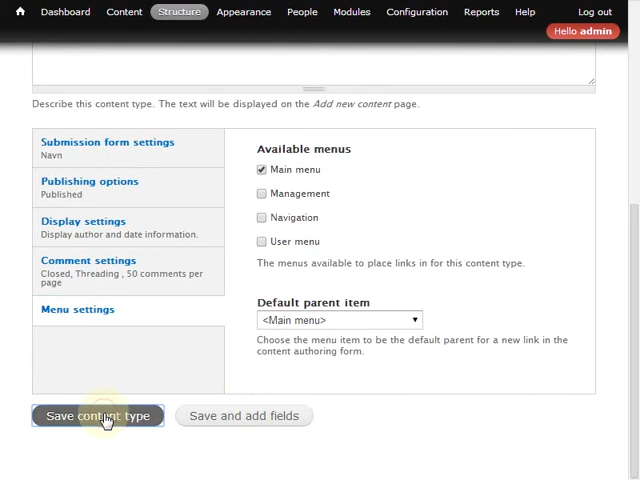 Dashboard Content Structure Appearance People Modules Configuration Reports Help Log out
Hello admin
Describe this content type. The text will be displayed on the Add new content page.
Submission form settings
Navn
Publishing options
Published
Display settings
Display author and date information.
Comment settings
Closed, Threading , 50 comments per
page
Menu settings
Available menus
Main menu
Management
Navigation
User menu
The menus available to place links in for this content type.
Default parent item
<Main menu>
Choose the menu item to be the default parent for a new link in the
content authoring form.
Save content type Save and add fields